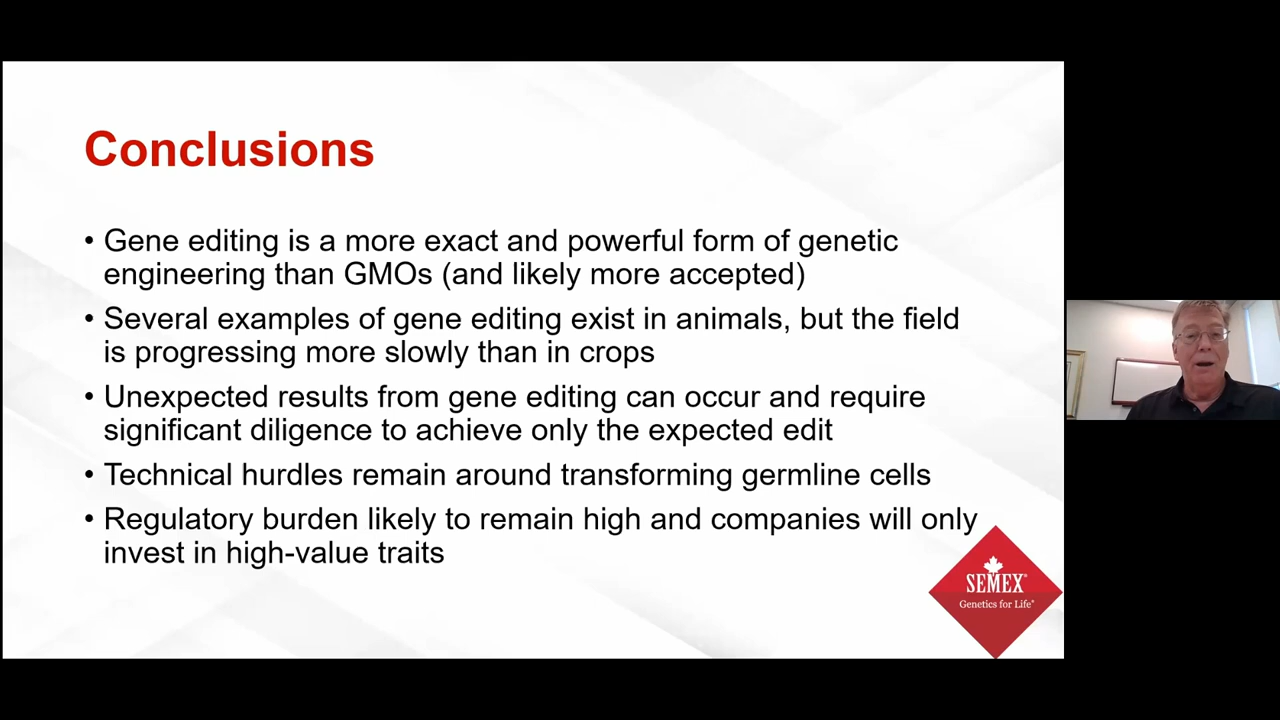 Conclusions
• Gene editing is a more exact and powerful form of genetic
engineering than GMOs (and likely more accepted)
• Several examples of gene editing exist in animals, but the field
is progressing more slowly than in crops
• Unexpected results from gene editing can occur and require
significant diligence to achieve only the expected edit
• Technical hurdles remain around transforming germline cells
• Regulatory burden likely to remain high and companies will only
invest in high-value traits
SEMEX®
Genetics for Life®